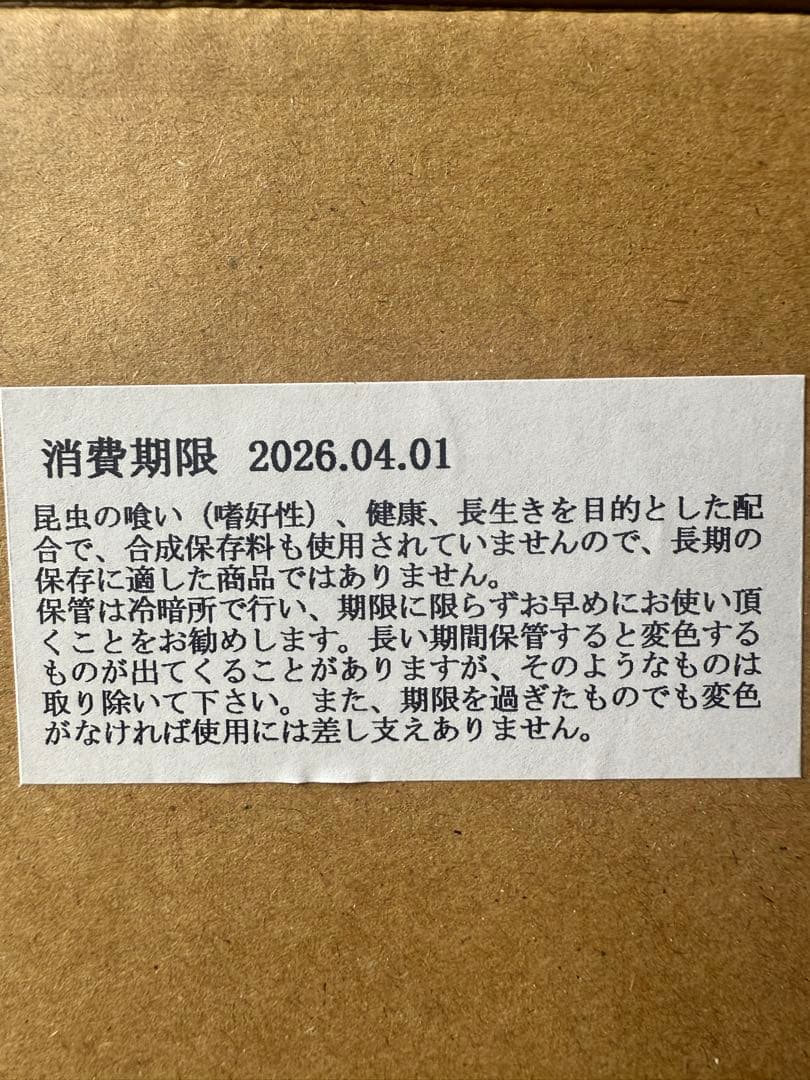 消費期限 2026.04.01
昆虫の喰い（嗜好性）、健康、長生きを目的とした配
合で、合成保存料も使用されていませんので、長期の
保存に適した商品ではありません。
保管は冷暗所で行い、期限に限らずお早めにお使い頂
くことをお勧めします。長い期間保管すると変色する
ものが出てくることがありますが、そのようなものは
取り除いて下さい。また、期限を過ぎたものでも変色
がなければ使用には差し支えありません。